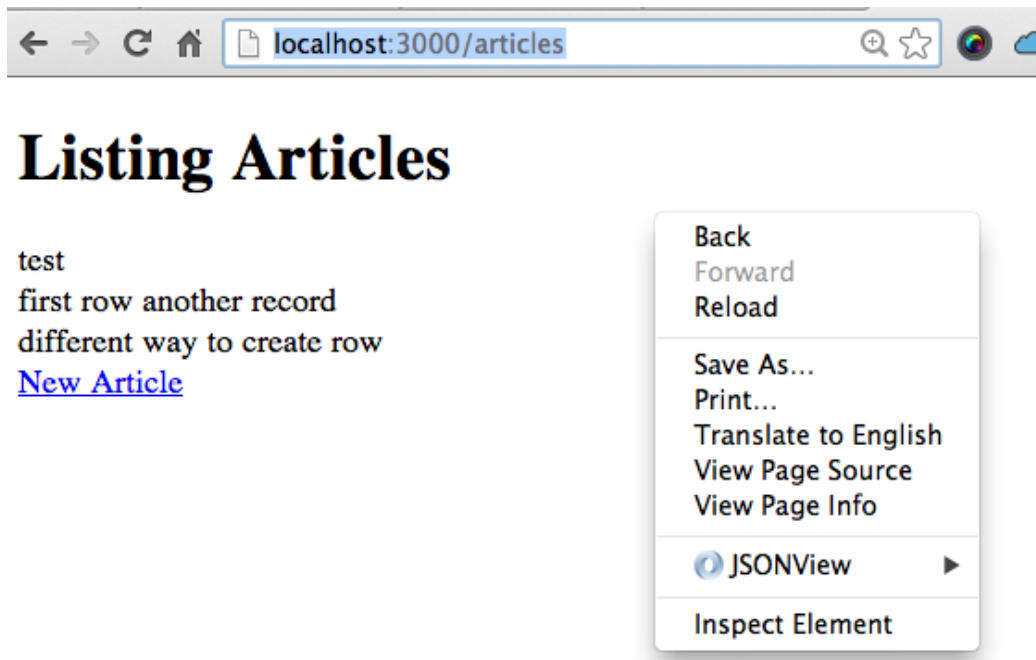 localhost:3000/articles
Listing Articles
test
first row another record
different way to create row
New Article
Back
Forward
Reload
Save As...
Print...
Translate to English
View Page Source
View Page Info
JSONView
Inspect Element